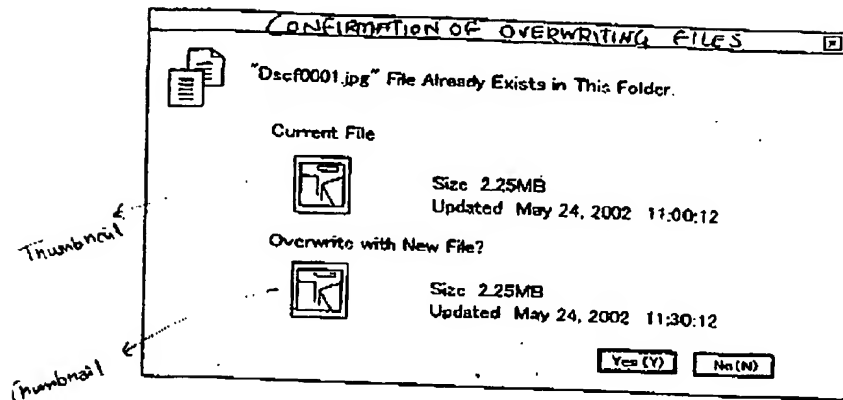 CONFIRMATION OF OVERWRITING FILES
"Dscf0001.jpg" File Already Exists in This Folder.
Current File
Size 2.25MB
Updated May 24, 2002 11:00:12
Thumbnail
Overwrite with New File?
Size 2.25MB
Updated May 24, 2002 11:30:12
Thumbnail
Yes (Y) No (N)